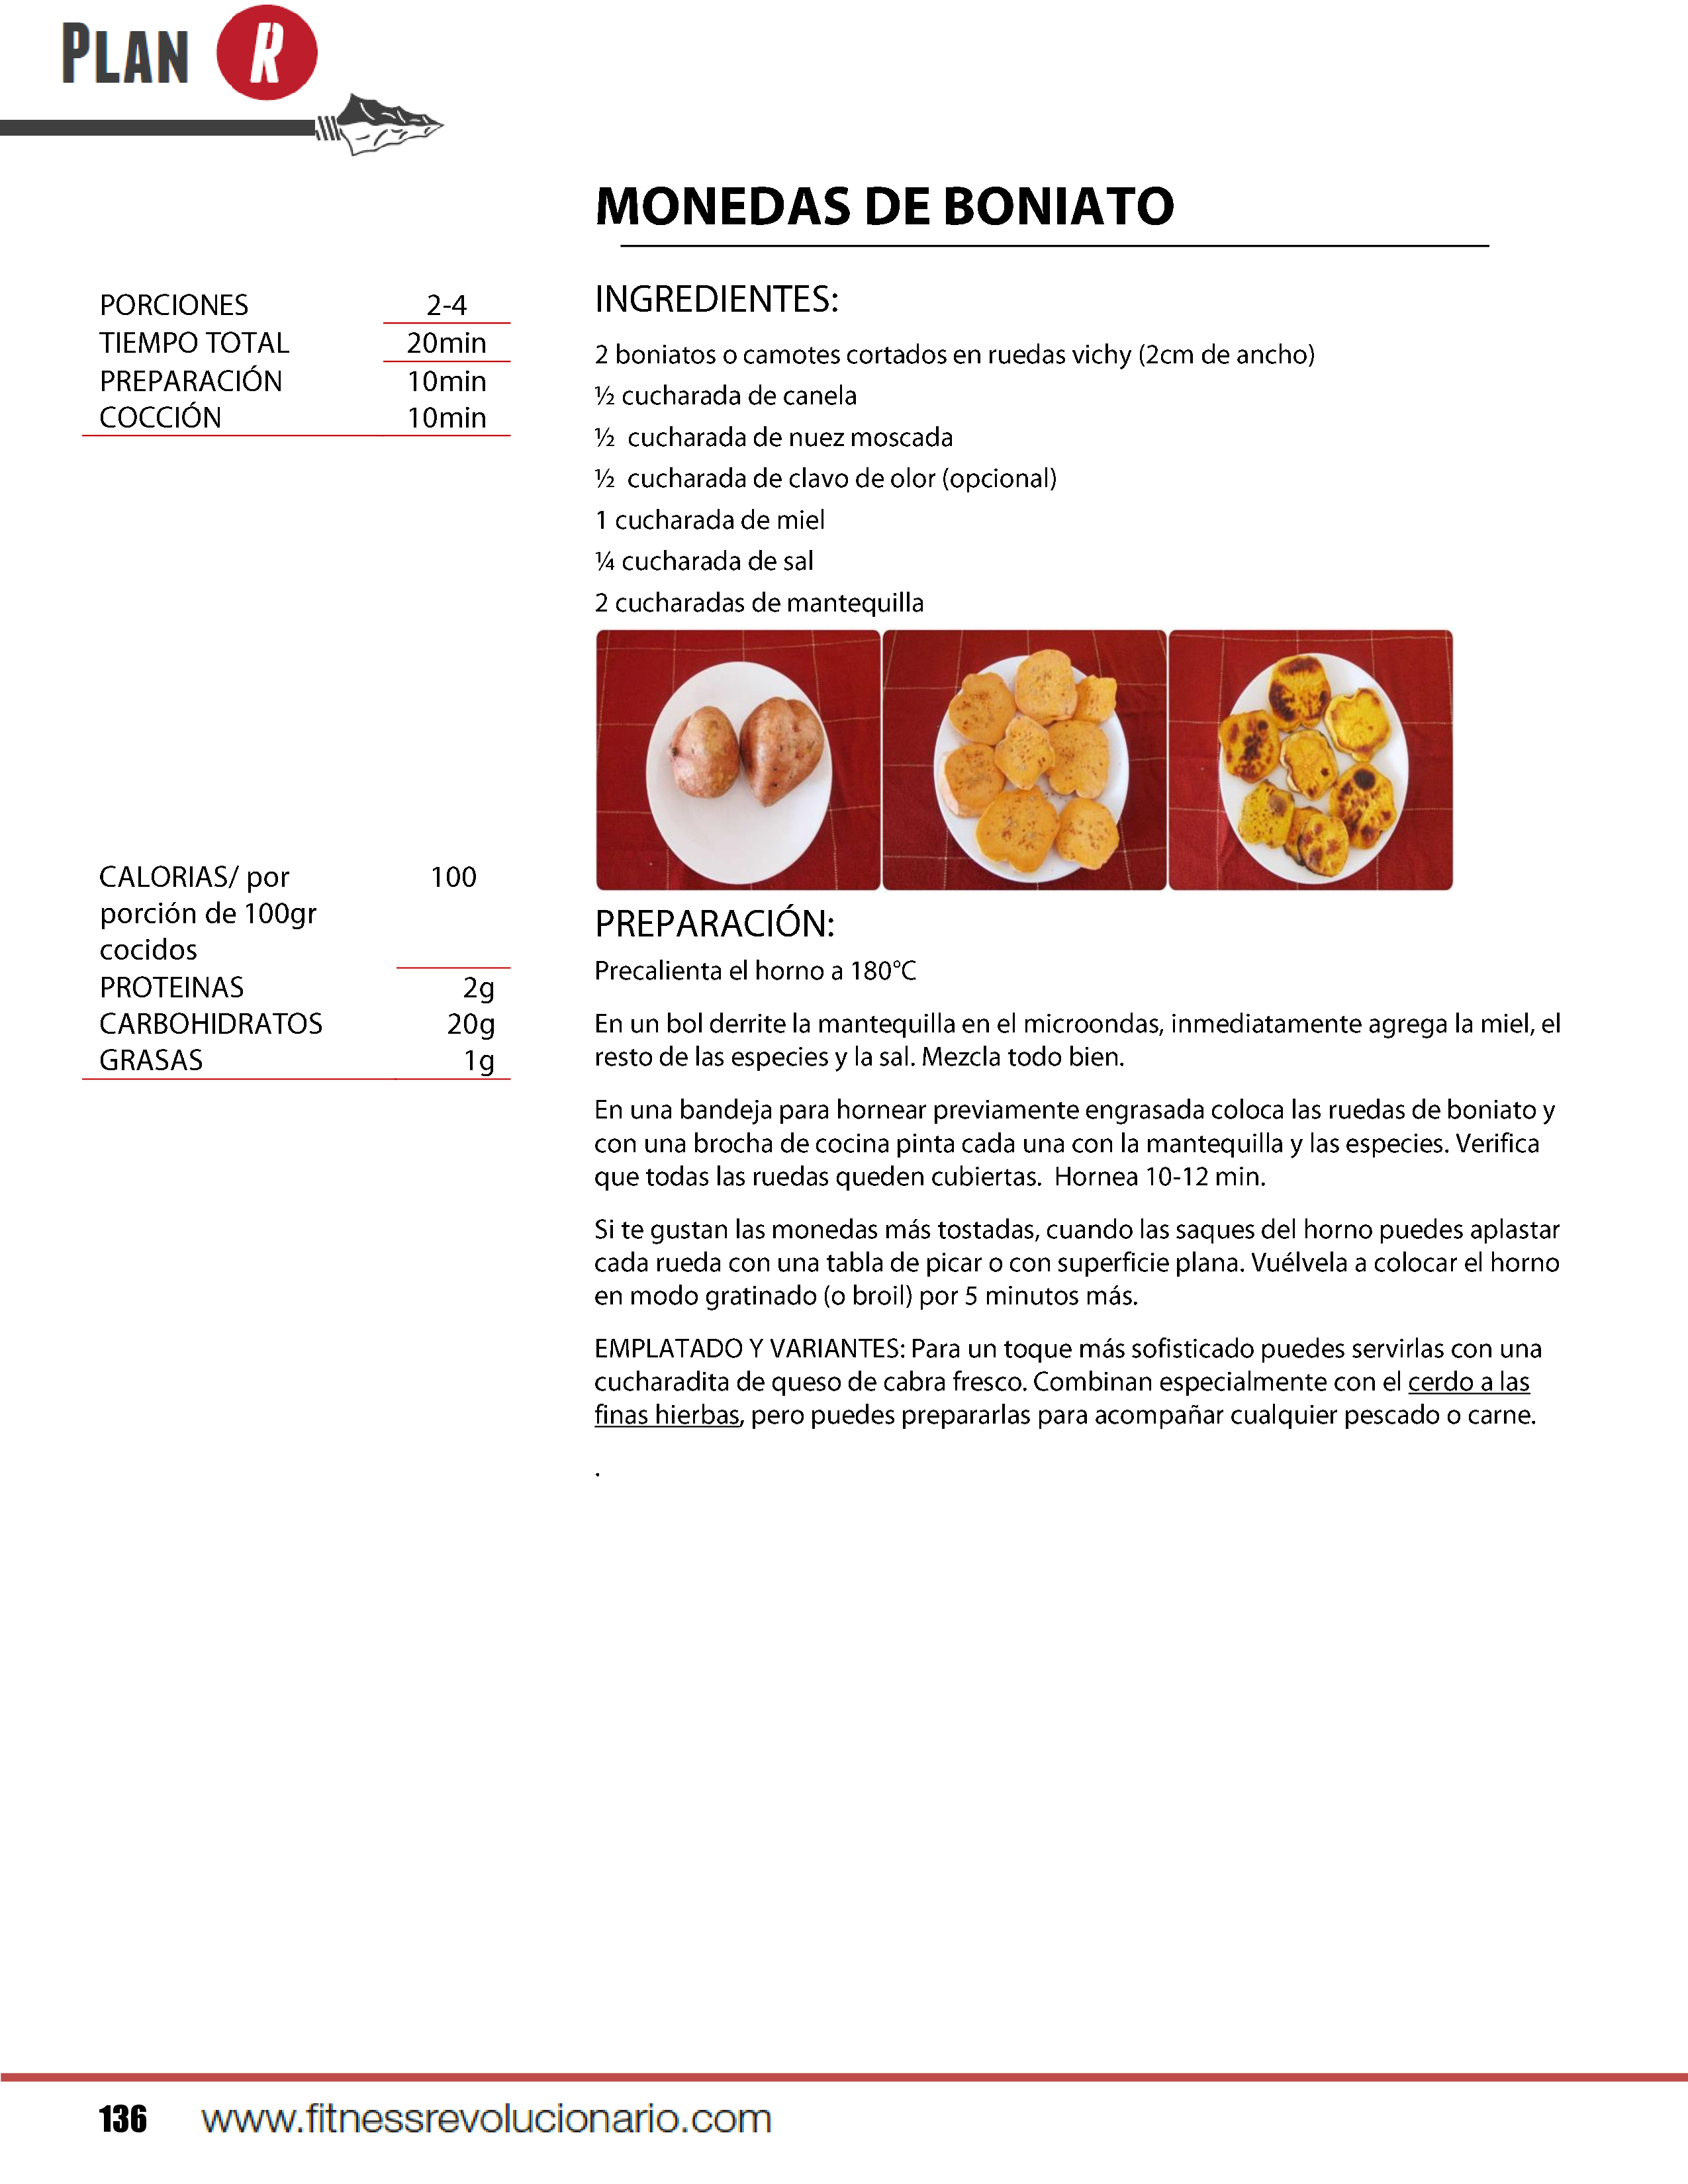 PLAN R
MONEDAS DE BONIATO
PORCIONES 2-4
TIEMPO TOTAL 20min
PREPARACIÓN 10min
COCCIÓN 10min
INGREDIENTES:
2 boniatos o camotes cortados en ruedas vichy (2cm de ancho)
½ cucharada de canela
½ cucharada de nuez moscada
½ cucharada de clavo de olor (opcional)
1 cucharada de miel
¼ cucharada de sal
2 cucharadas de mantequilla
CALORIAS/ por 100
porción de 100gr
cocidos
PROTEINAS 2g
CARBOHIDRATOS 20g
GRASAS 1g
PREPARACIÓN:
Precalienta el horno a 180°C
En un bol derrite la mantequilla en el microondas, inmediatamente agrega la miel, el
resto de las especies y la sal. Mezcla todo bien.
En una bandeja para hornear previamente engrasada coloca las ruedas de boniato y
con una brocha de cocina pinta cada una con la mantequilla y las especies. Verifica
que todas las ruedas queden cubiertas. Hornea 10-12 min.
Si te gustan las monedas más tostadas, cuando las saques del horno puedes aplastar
cada rueda con una tabla de picar o con superficie plana. Vuélvela a colocar el horno
en modo gratinado (o broil) por 5 minutos más.
EMPLATADO Y VARIANTES: Para un toque más sofisticado puedes servirlas con una
cucharadita de queso de cabra fresco. Combinan especialmente con el cerdo a las
finas hierbas, pero puedes prepararlas para acompañar cualquier pescado o carne.
.
136 www.fitnessrevolucionario.com